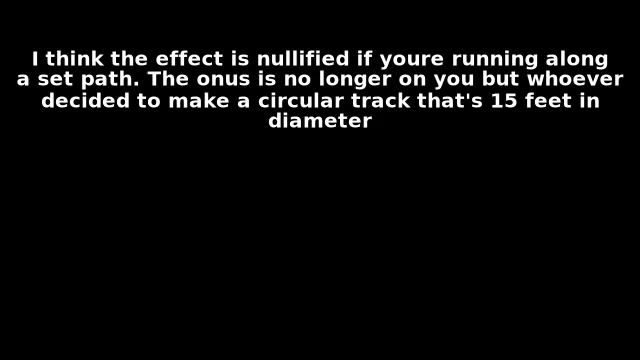 I think the effect is nullified if youre running along
a set path. The onus is no longer on you but whoever
decided to make a circular track that's 15 feet in
diameter